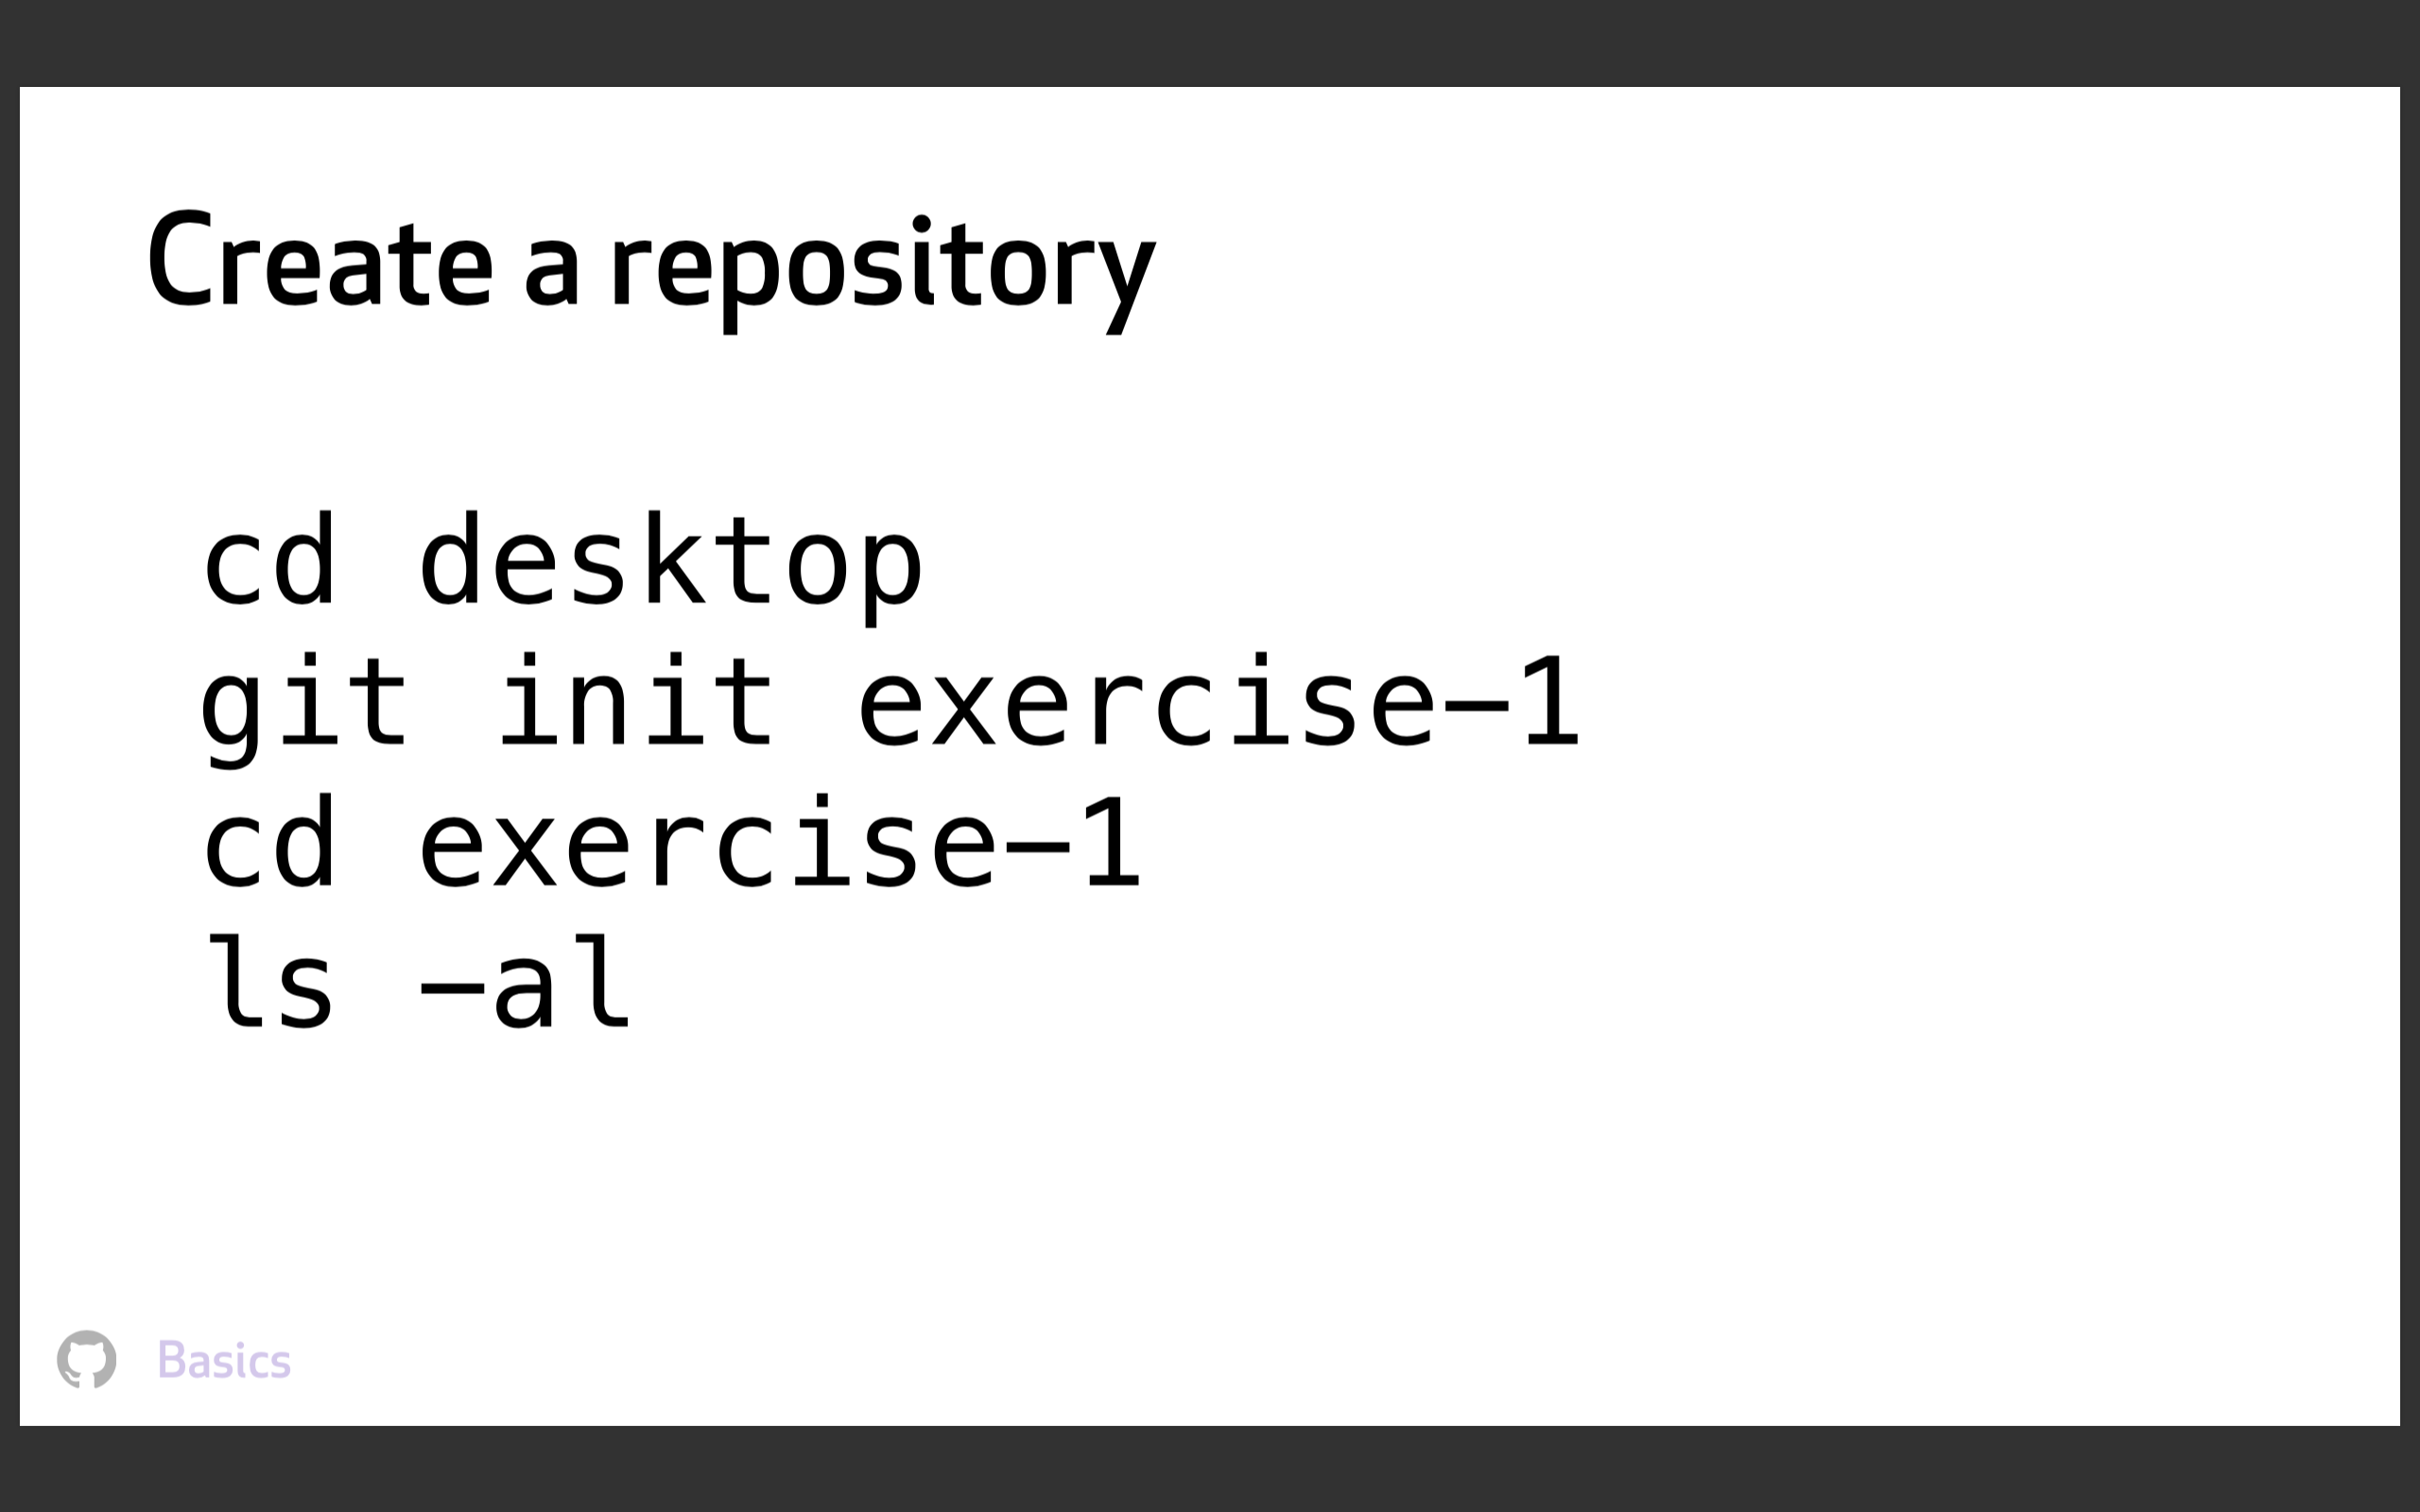 Create a repository
cd desktop
git init exercise-1
cd exercise-1
ls -al
Basics